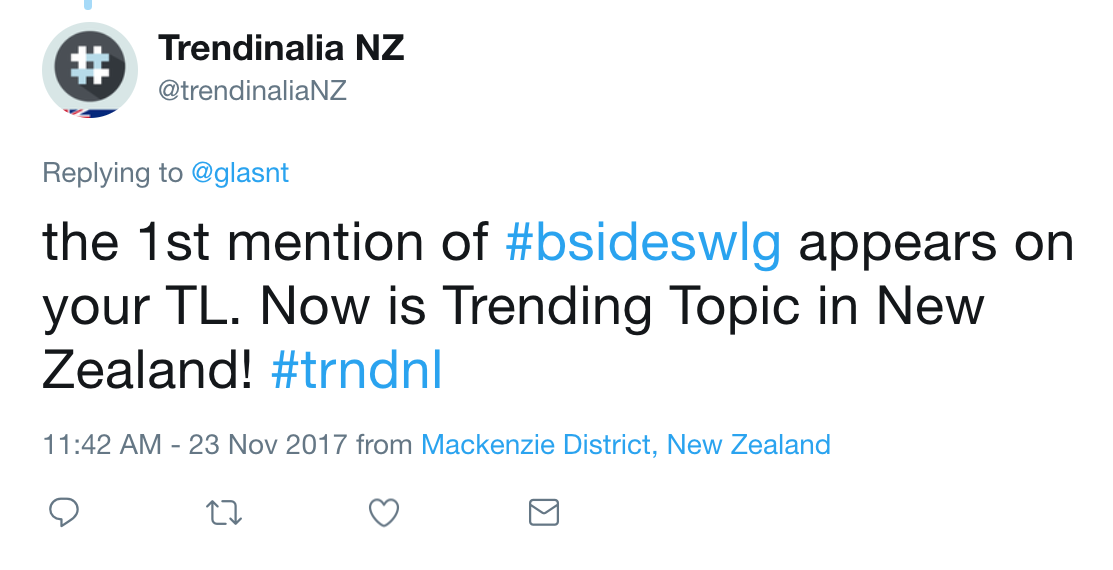 Trendinalia NZ
@trendinaliaNZ
Replying to @glasnt
the 1st mention of #bsideswlg appears on
your TL. Now is Trending Topic in New
Zealand! #trndnl
11:42 AM - 23 Nov 2017 from Mackenzie District, New Zealand